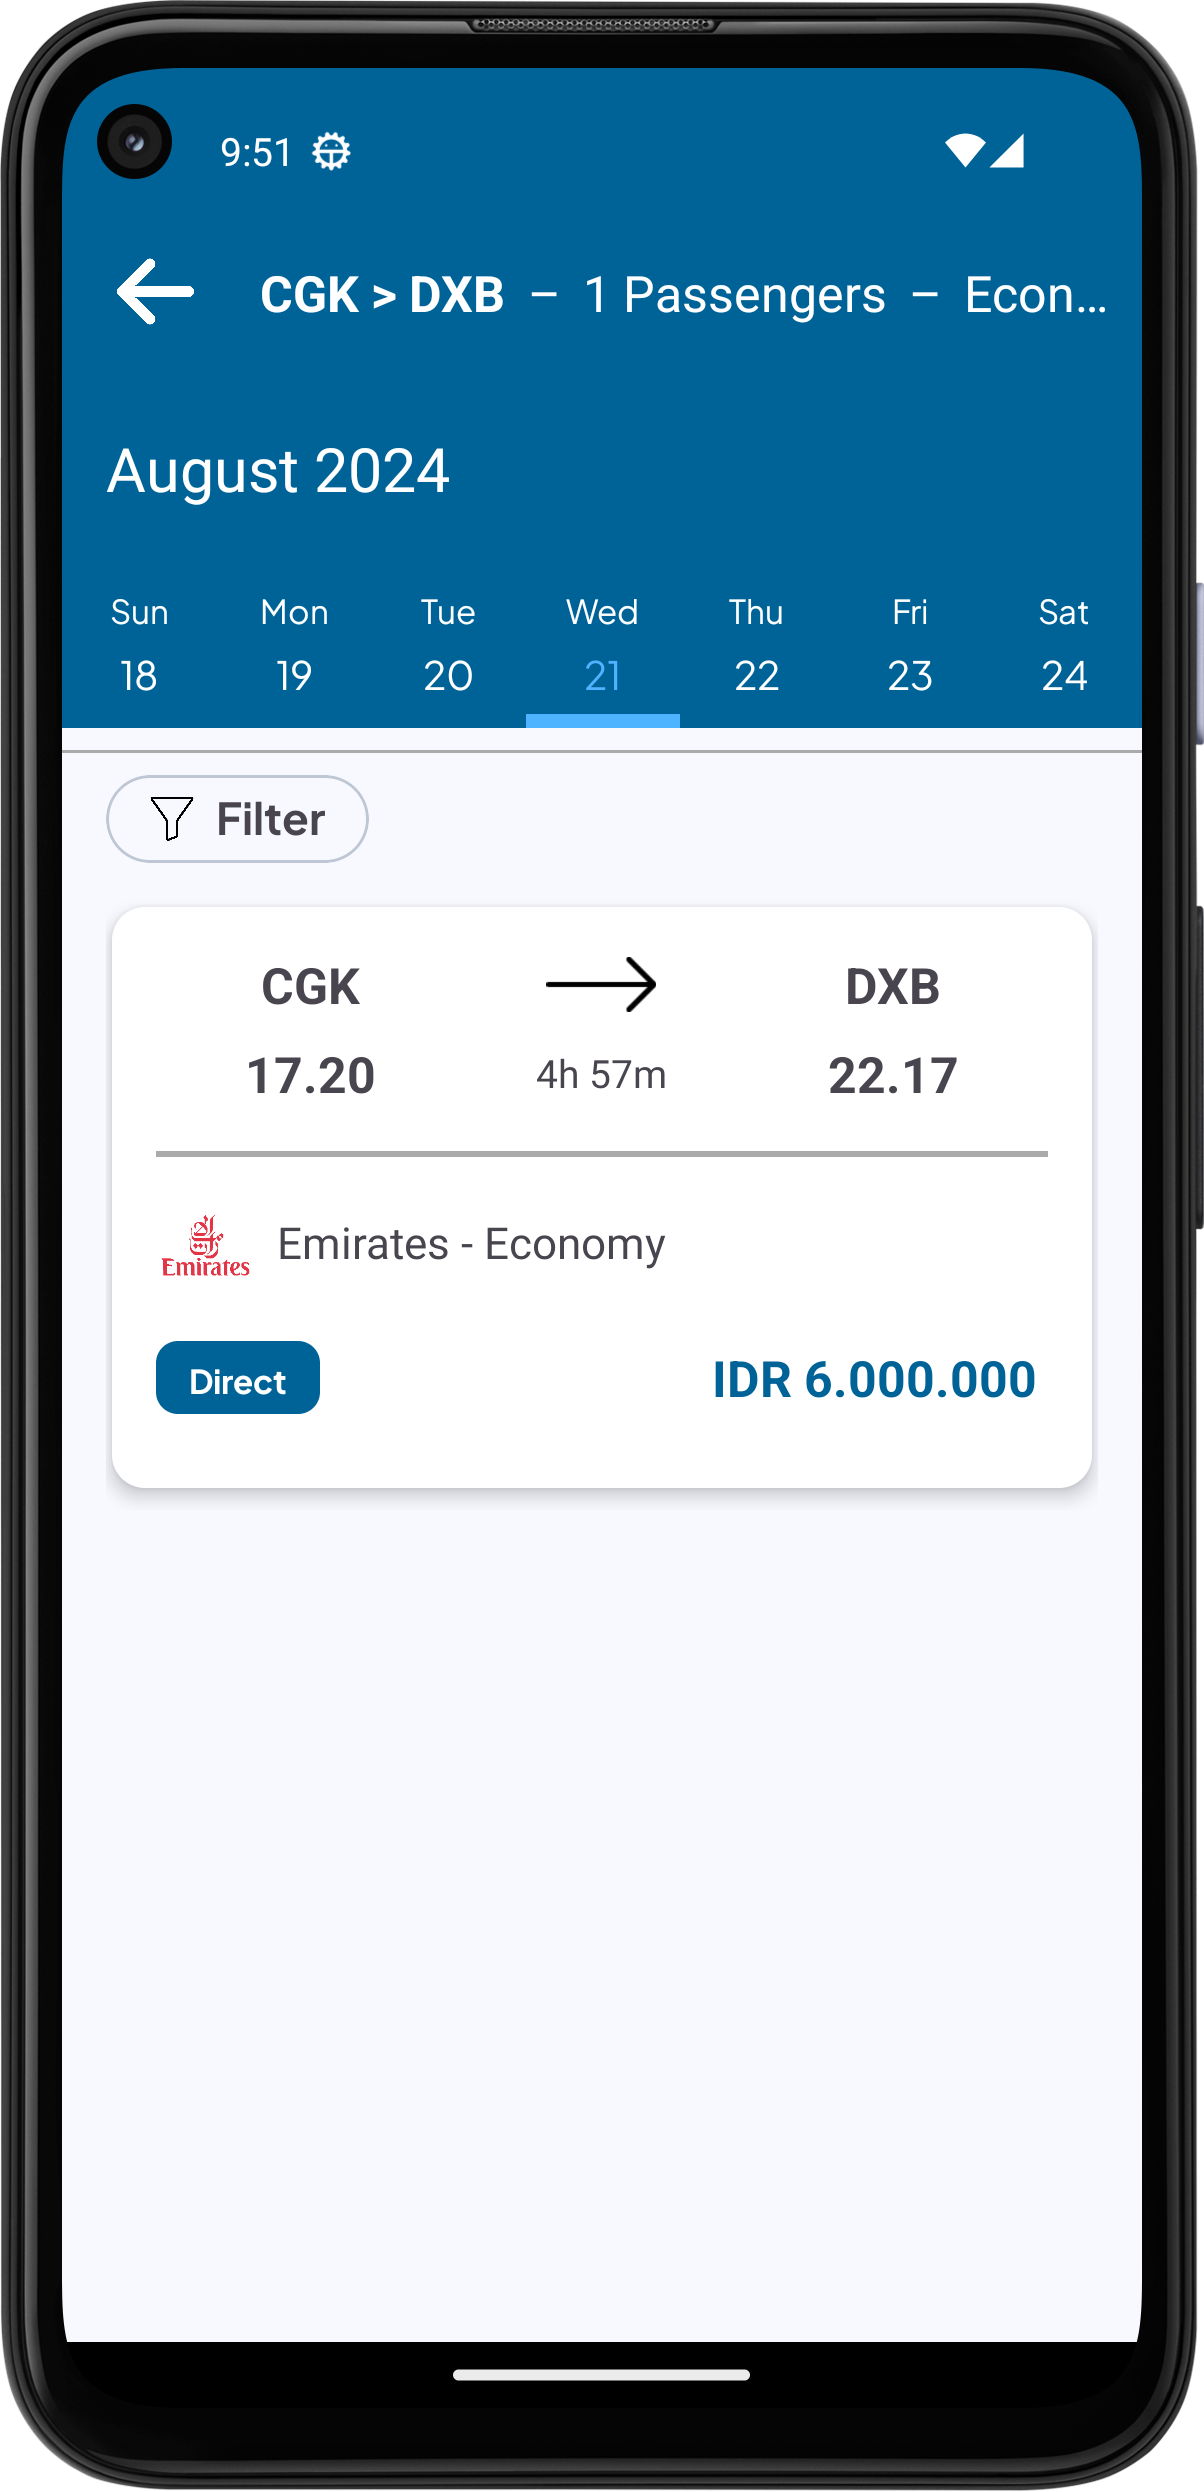 9:51
CGK > DXB – 1 Passengers – Econ...
August 2024
Sun Mon Tue Wed Thu Fri Sat
18 19 20 21 22 23 24
Filter
CGK DXB
17.20 4h 57m 22.17
Emirates Emirates - Economy
Direct IDR 6.000.000